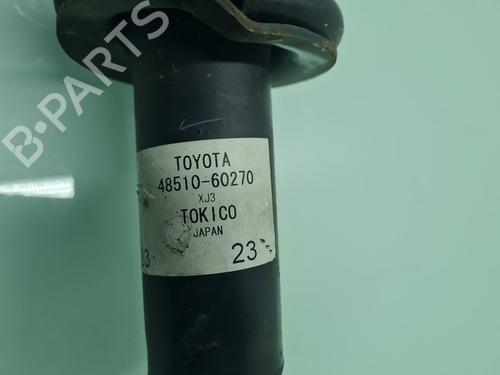 B-PARTS
TOYOTA
48510-60270
XJ3
TOKICO
JAPAN
23 23